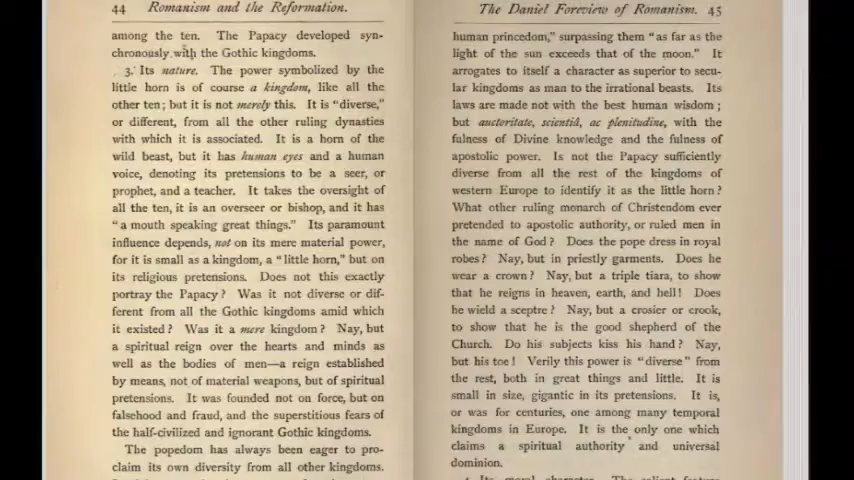 44 Romanism and the Reformation.
among the ten. The Papacy developed syn-
chronously with the Gothic kingdoms.
3. Its nature. The power symbolized by the
little horn is of course a kingdom, like all the
other ten; but it is not merely this. It is "diverse,"
or different, from all the other ruling dynasties
with which it is associated. It is a horn of the
wild beast, but it has human eyes and a human
voice, denoting its pretensions to be a seer, or
prophet, and a teacher. It takes the oversight of
all the ten, it is an overseer or bishop, and it has
"a mouth speaking great things." Its paramount
influence depends, not on its mere material power,
for it is small as a kingdom, a "little horn," but on
its religious pretensions. Does not this exactly
portray the Papacy? Was it not diverse or dif-
ferent from all the Gothic kingdoms amid which
it existed? Was it a mere kingdom? Nay, but
a spiritual reign over the hearts and minds as
well as the bodies of men—a reign established
by means, not of material weapons, but of spiritual
pretensions. It was founded not on force, but on
falsehood and fraud, and the superstitious fears of
the half-civilized and ignorant Gothic kingdoms.
The popedom has always been eager to pro-
claim its own diversity from all other kingdoms.
The Daniel Foreview of Romanism. 45
human princedom," surpassing them "as far as the
light of the sun exceeds that of the moon." It
arrogates to itself a character as superior to secu-
lar kingdoms as man to the irrational beasts. Its
laws are made not with the best human wisdom;
but auctoritate, scientiâ, ac plenitudine, with the
fulness of Divine knowledge and the fulness of
apostolic power. Is not the Papacy sufficiently
diverse from all the rest of the kingdoms of
western Europe to identify it as the little horn?
What other ruling monarch of Christendom ever
pretended to apostolic authority, or ruled men in
the name of God? Does the pope dress in royal
robes? Nay, but in priestly garments. Does he
wear a crown? Nay, but a triple tiara, to show
that he reigns in heaven, earth, and hell! Does
he wield a sceptre? Nay, but a crosier or crook,
to show that he is the good shepherd of the
Church. Do his subjects kiss his hand? Nay,
but his toe! Verily this power is "diverse" from
the rest, both in great things and little. It is
small in size, gigantic in its pretensions. It is,
or was for centuries, one among many temporal
kingdoms in Europe. It is the only one which
claims a spiritual authority and universal
dominion.
Its moral character. The salient feature